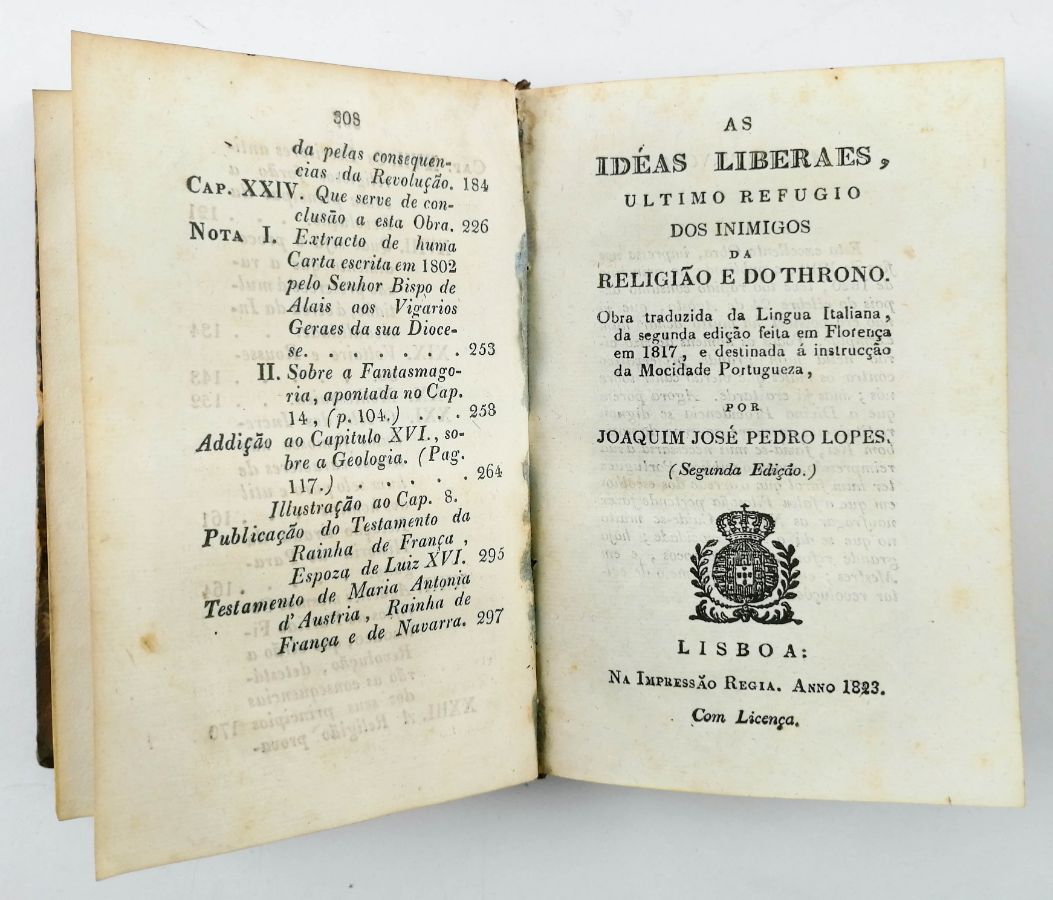 308
da pelas consequen-
cias da Revolução. 184
CAP. XXIV. Que serve de con-
clusão a esta Obra. 226
NOTA I. Extracto de huma
Carta escrita em 1802
pelo Senhor Bispo de
Alais aos Vigarios
Geraes da sua Dioce-
se. . . . . . . . 253
II. Sobre a Fantasmago-
ria, apontada no Cap.
14, (p. 104.) . . . 258
Addição ao Capitulo XVI., so-
bre a Geologia. (Pag.
117.) . . . . . . 264
Illustração ao Cap. 8.
Publicação do Testamento da
Rainha de França,
Espoza de Luiz XVI. 295
Testamento de Maria Antonia
d'Austria, Rainha de
França e de Navarra. 297
AS
IDÉAS LIBERAES,
ULTIMO REFUGIO
DOS INIMIGOS
DA
RELIGIÃO E DO THRONO.
Obra traduzida da Lingua Italiana,
da segunda edição feita em Florença
em 1817, e destinada á instrucção
da Mocidade Portugueza,
POR
JOAQUIM JOSÉ PEDRO LOPES.
(Segunda Edição.)
LISBOA:
NA IMPRESSÃO REGIA. ANNO 1823.
Com Licença.